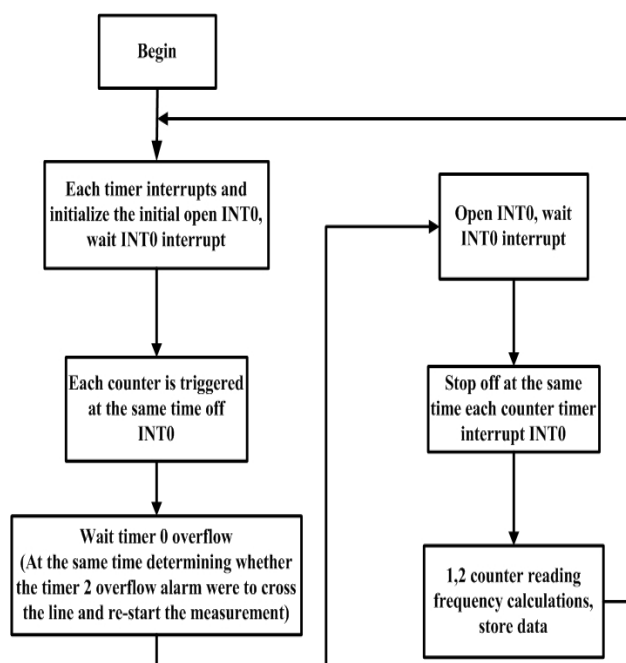 Begin
Each timer interrupts and
initialize the initial open INT0,
wait INT0 interrupt
Each counter is triggered
at the same time off
INT0
Wait timer 0 overflow
(At the same time determining whether
the timer 2 overflow alarm were to cross
the line and re-start the measurement)
Open INT0, wait
INT0 interrupt
Stop off at the same
time each counter timer
interrupt INT0
1,2 counter reading
frequency calculations,
store data